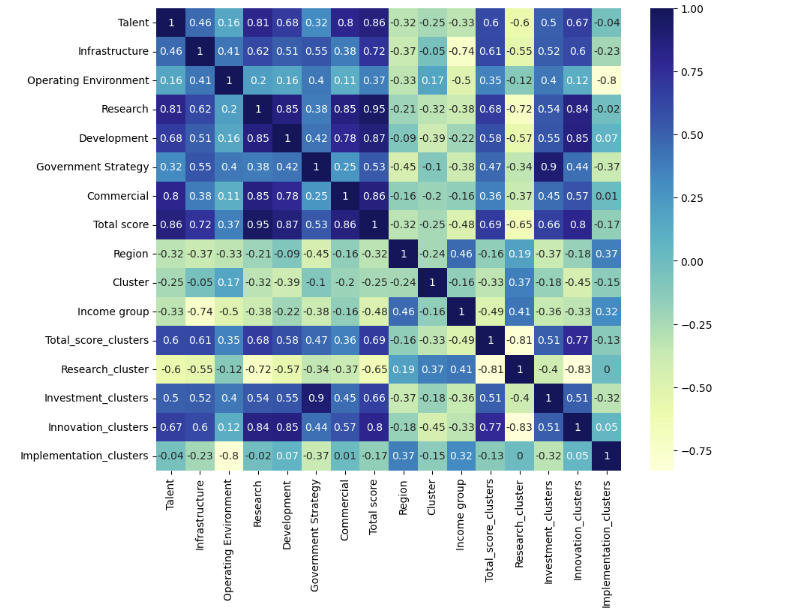 Talent 1 0.46 0.16 0.81 0.68 0.32 0.8 0.86 -0.32 -0.25 -0.33 0.6 -0.6 0.5 0.67 -0.04
Infrastructure 0.46 1 0.41 0.62 0.51 0.55 0.38 0.72 -0.37 -0.05 -0.74 0.61 -0.55 0.52 0.6 -0.23
Operating Environment 0.16 0.41 1 0.2 0.16 0.4 0.11 0.37 -0.33 0.17 -0.5 0.35 -0.12 0.4 0.12 -0.8
Research 0.81 0.62 0.2 1 0.85 0.38 0.85 0.95 -0.21 -0.32 -0.38 0.68 -0.72 0.54 0.84 -0.02
Development 0.68 0.51 0.16 0.85 1 0.42 0.78 0.87 -0.09 -0.39 -0.22 0.58 -0.57 0.55 0.85 0.07
Government Strategy 0.32 0.55 0.4 0.38 0.42 1 0.25 0.53 -0.45 -0.1 -0.38 0.47 -0.34 0.9 0.44 -0.37
Commercial 0.8 0.38 0.11 0.85 0.78 0.25 1 0.86 -0.16 -0.2 -0.16 0.36 -0.37 0.45 0.57 0.01
Total score 0.86 0.72 0.37 0.95 0.87 0.53 0.86 1 -0.32 -0.25 -0.48 0.69 -0.65 0.66 0.8 -0.17
Region -0.32 -0.37 -0.33 -0.21 -0.09 -0.45 -0.16 -0.32 1 -0.24 0.46 -0.16 0.19 -0.37 -0.18 0.37
Cluster -0.25 -0.05 0.17 -0.32 -0.39 -0.1 -0.2 -0.25 -0.24 1 -0.16 -0.33 0.37 -0.18 -0.45 -0.15
Income group -0.33 -0.74 -0.5 -0.38 -0.22 -0.38 -0.16 -0.48 0.46 -0.16 1 -0.49 0.41 -0.36 -0.33 0.32
Total_score_clusters 0.6 0.61 0.35 0.68 0.58 0.47 0.36 0.69 -0.16 -0.33 -0.49 1 -0.81 0.51 0.77 -0.13
Research_cluster -0.6 -0.55 -0.12 -0.72 -0.57 -0.34 -0.37 -0.65 0.19 0.37 0.41 -0.81 1 -0.4 -0.83 0
Investment_clusters 0.5 0.52 0.4 0.54 0.55 0.9 0.45 0.66 -0.37 -0.18 -0.36 0.51 -0.4 1 0.51 -0.32
Innovation_clusters 0.67 0.6 0.12 0.84 0.85 0.44 0.57 0.8 -0.18 -0.45 -0.33 0.77 -0.83 0.51 1 0.05
Implementation_clusters -0.04 -0.23 -0.8 -0.02 0.07 -0.37 0.01 -0.17 0.37 -0.15 0.32 -0.13 0 -0.32 0.05 1
Talent
Infrastructure
Operating Environment
Research
Development
Government Strategy
Commercial
Total score
Region
Cluster
Income group
Total_score_clusters
Research_cluster
Investment_clusters
Innovation_clusters
Implementation_clusters
1.00
0.75
0.50
0.25
0.00
−0.25
−0.50
−0.75